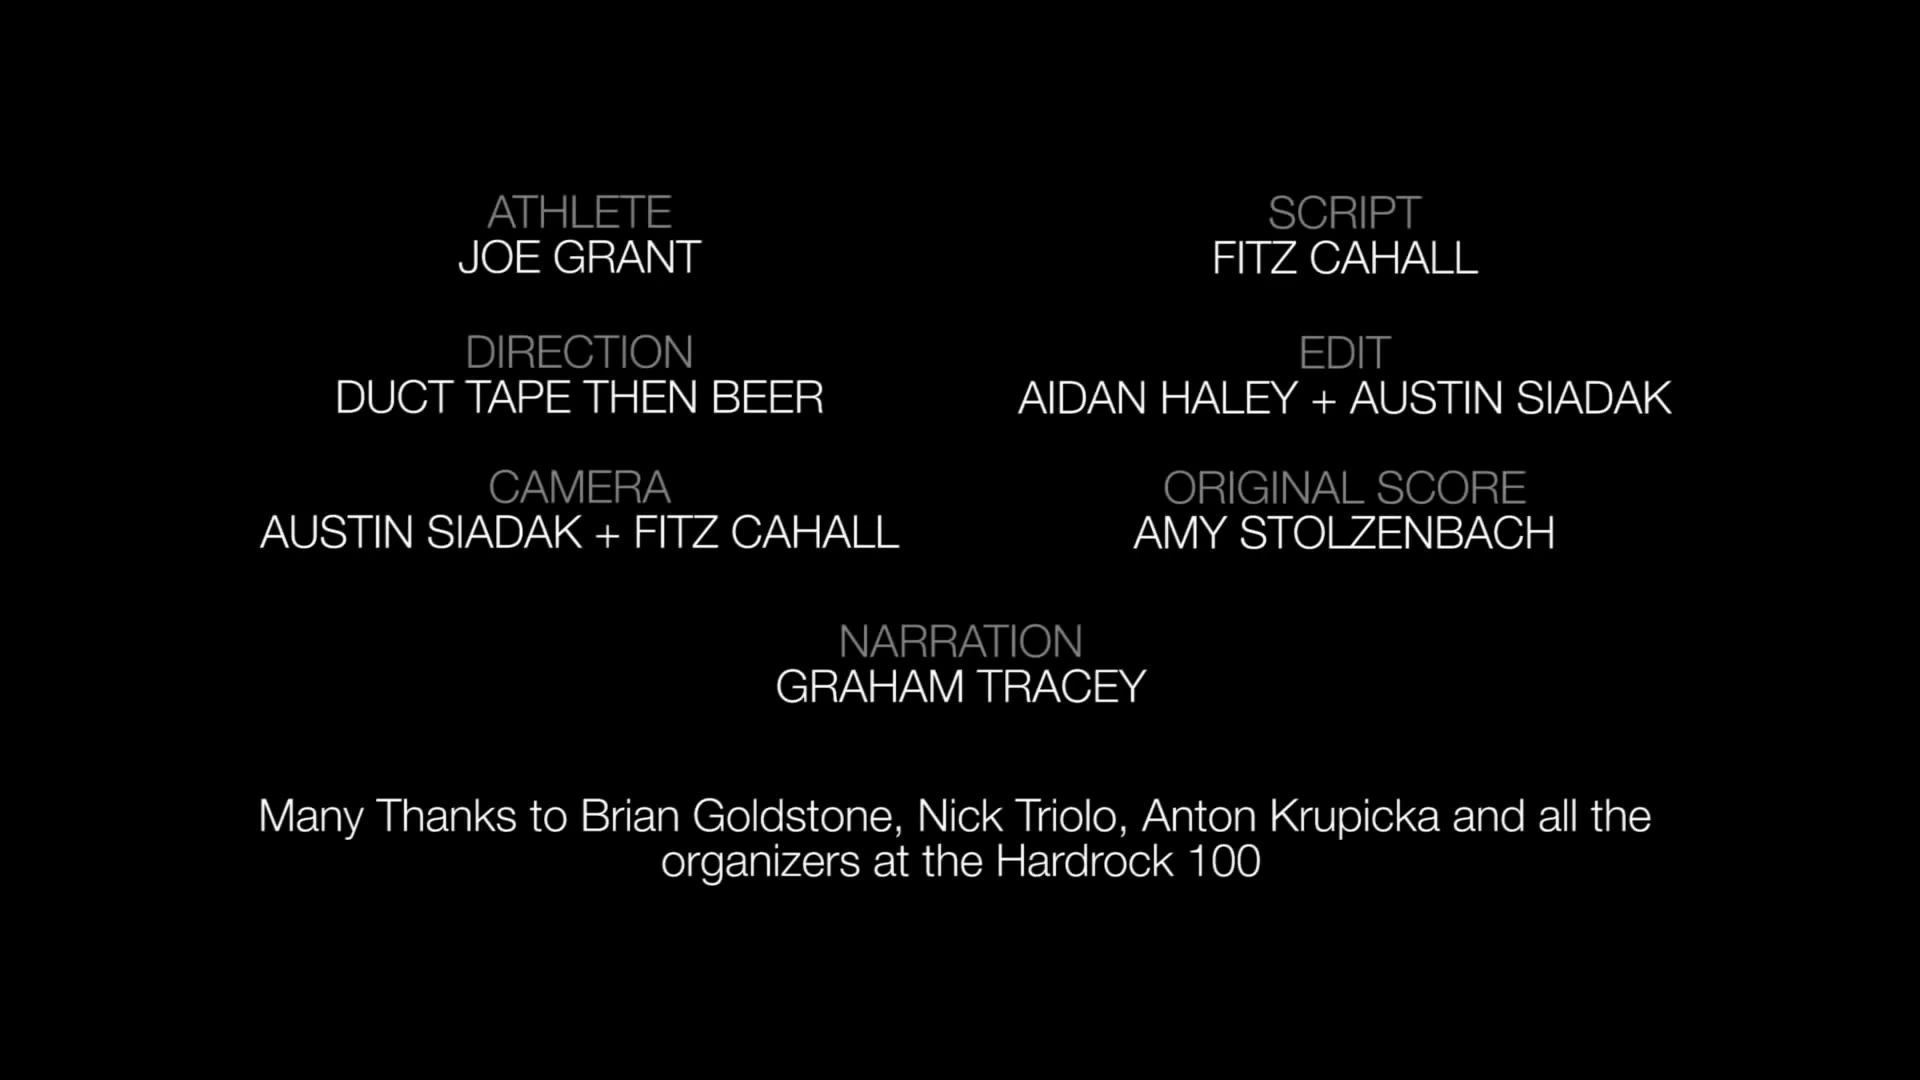 ATHLETE
JOE GRANT
SCRIPT
FITZ CAHALL
DIRECTION
DUCT TAPE THEN BEER
EDIT
AIDAN HALEY + AUSTIN SIADAK
CAMERA
AUSTIN SIADAK + FITZ CAHALL
ORIGINAL SCORE
AMY STOLZENBACH
NARRATION
GRAHAM TRACEY
Many Thanks to Brian Goldstone, Nick Triolo, Anton Krupicka and all the
organizers at the Hardrock 100